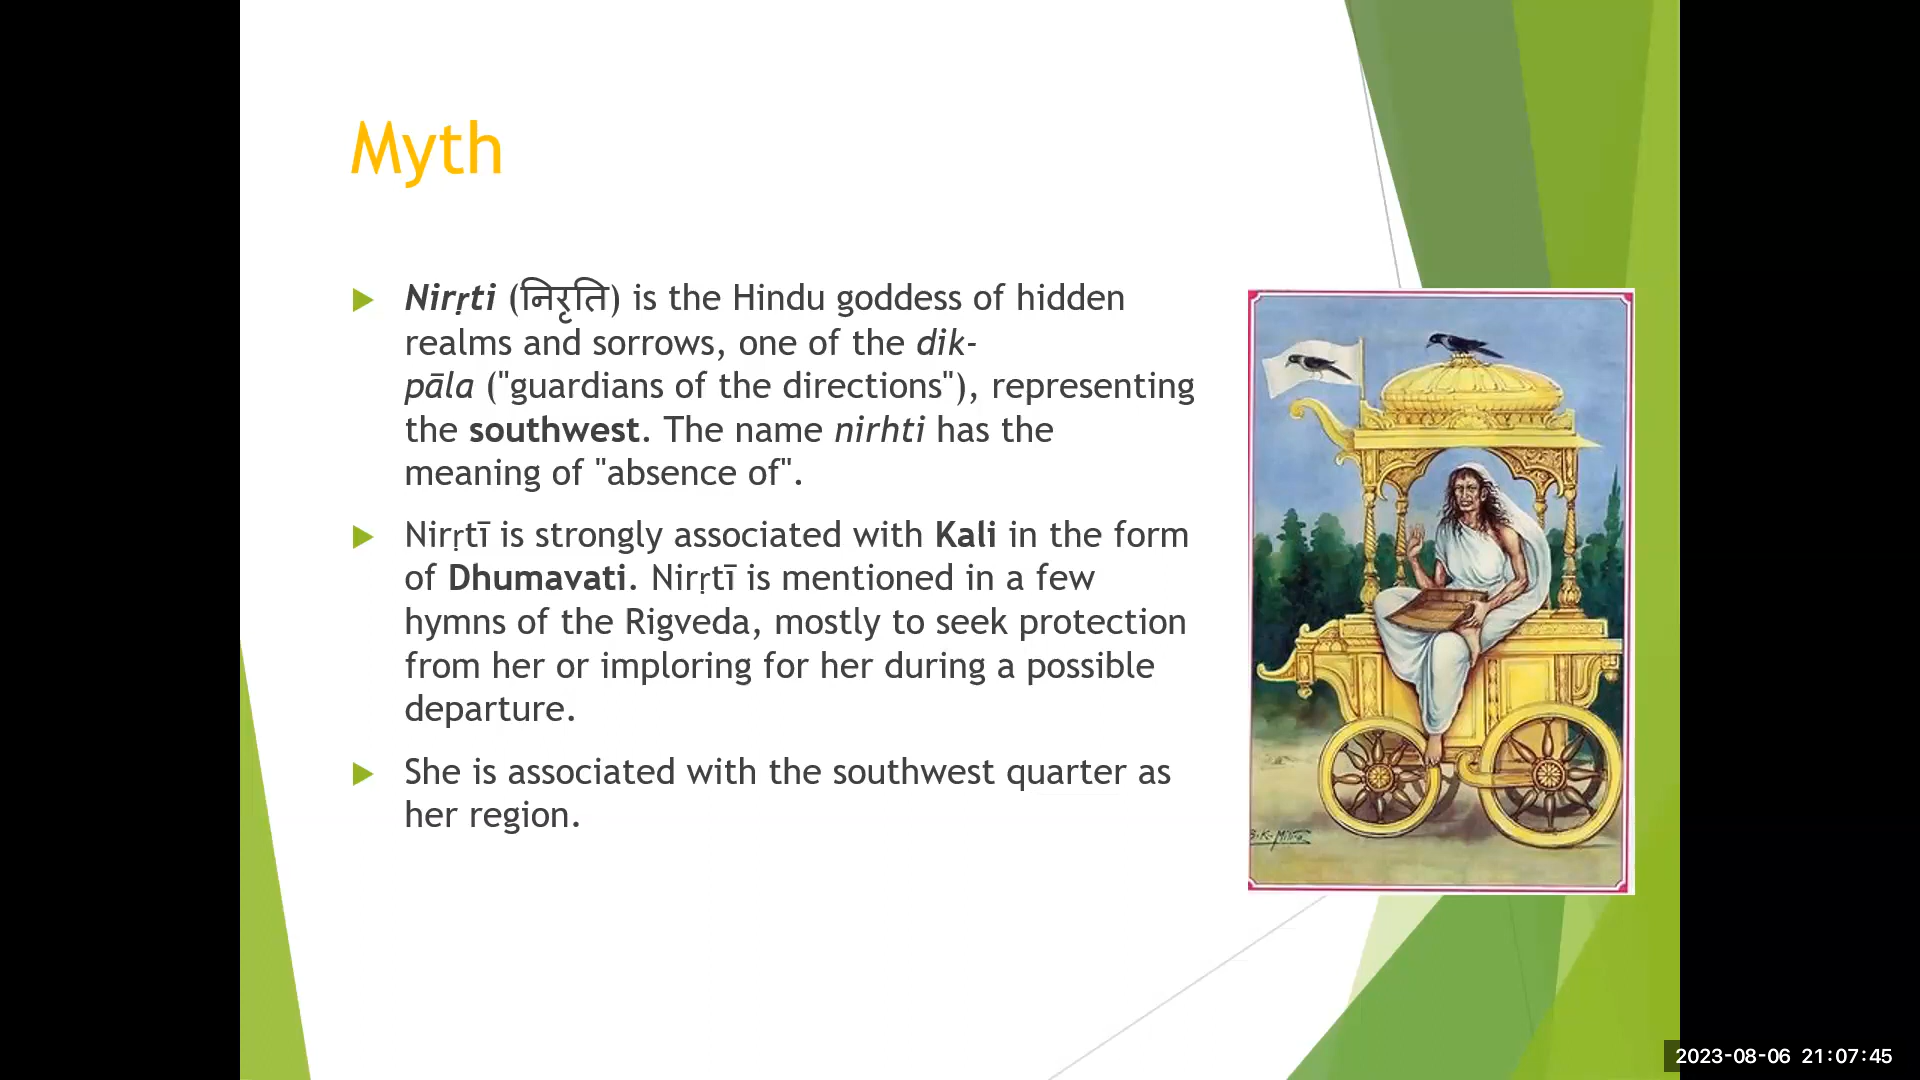 Myth
Nirṛti (निरृति) is the Hindu goddess of hidden
realms and sorrows, one of the dik-
pāla ("guardians of the directions"), representing
the southwest. The name nirhti has the
meaning of "absence of".
Nirṛtī is strongly associated with Kali in the form
of Dhumavati. Nirṛtī is mentioned in a few
hymns of the Rigveda, mostly to seek protection
from her or imploring for her during a possible
departure.
She is associated with the southwest quarter as
her region.
B.K. Mitra
2023-08-06 21:07:45